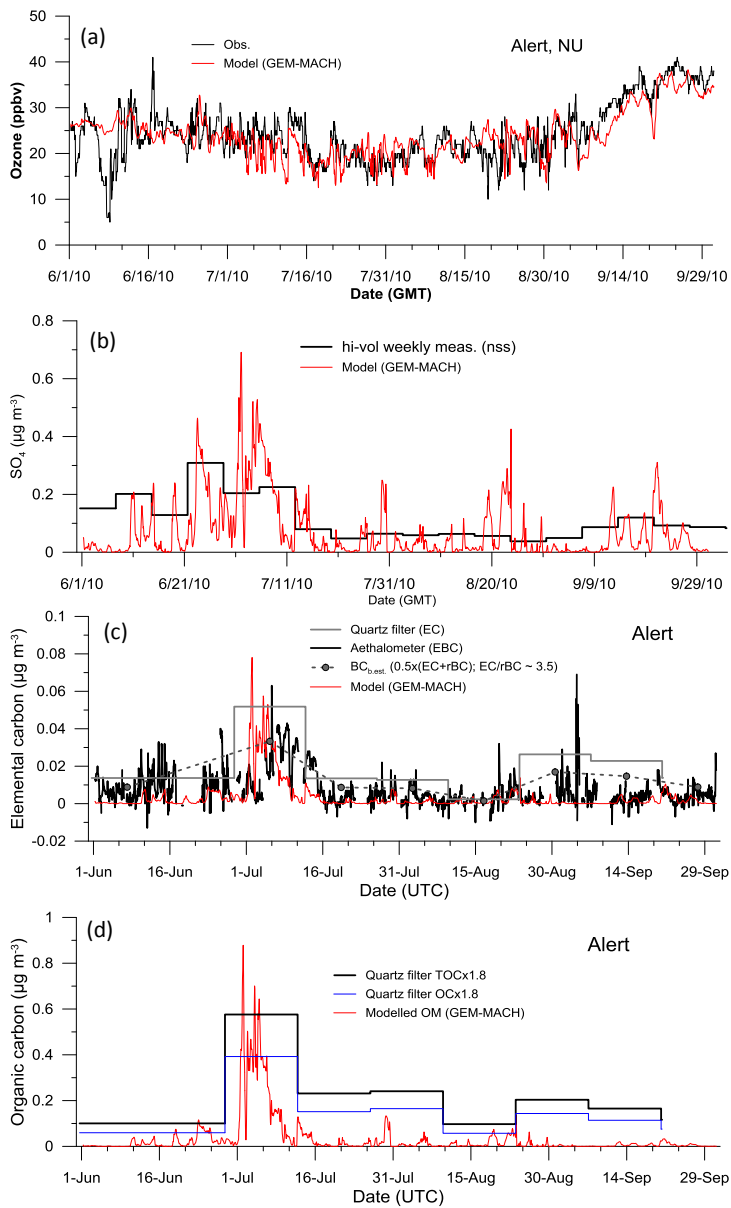 (a)
Alert, NU
Obs.
Model (GEM-MACH)
Ozone (ppbv)
50
40
30
20
10
0
6/1/10 6/16/10 7/1/10 7/16/10 7/31/10 8/15/10 8/30/10 9/14/10 9/29/10
Date (GMT)
(b)
hi-vol weekly meas. (nss)
Model (GEM-MACH)
SO₄ (µg m⁻³)
0.8
0.6
0.4
0.2
0
6/1/10 6/21/10 7/11/10 7/31/10 8/20/10 9/9/10 9/29/10
Date (GMT)
(c)
Alert
Quartz filter (EC)
Aethalometer (EBC)
BC b.est. (0.5x(EC+rBC); EC/rBC ~ 3.5)
Model (GEM-MACH)
Elemental carbon (µg m⁻³)
0.1
0.08
0.06
0.04
0.02
0
-0.02
1-Jun 16-Jun 1-Jul 16-Jul 31-Jul 15-Aug 30-Aug 14-Sep 29-Sep
Date (UTC)
(d)
Alert
Quartz filter TOCx1.8
Quartz filter OCx1.8
Modelled OM (GEM-MACH)
Organic carbon (µg m⁻³)
1
0.8
0.6
0.4
0.2
0
1-Jun 16-Jun 1-Jul 16-Jul 31-Jul 15-Aug 30-Aug 14-Sep 29-Sep
Date (UTC)